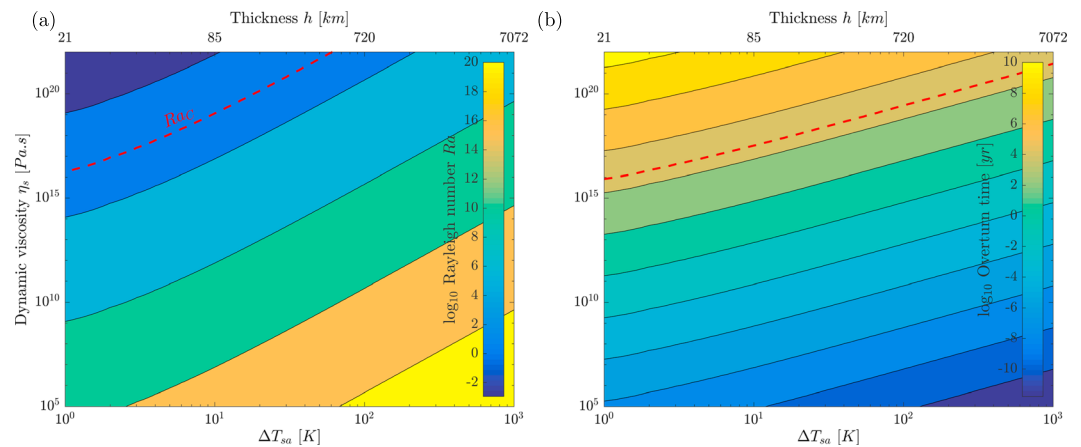 (a)
Thickness h [km]
21 85 720 7072
Dynamic viscosity ηs [Pa.s]
10^20
10^15
10^10
10^5
Rac
log10 Rayleigh number Ra
20
18
16
14
12
10
8
6
4
2
0
-2
10^0 10^1 10^2 10^3
ΔTsa [K]
(b)
Thickness h [km]
21 85 720 7072
10^20
10^15
10^10
10^5
log10 Overturn time [yr]
10
8
6
4
2
0
-2
-4
-6
-8
-10
10^0 10^1 10^2 10^3
ΔTsa [K]